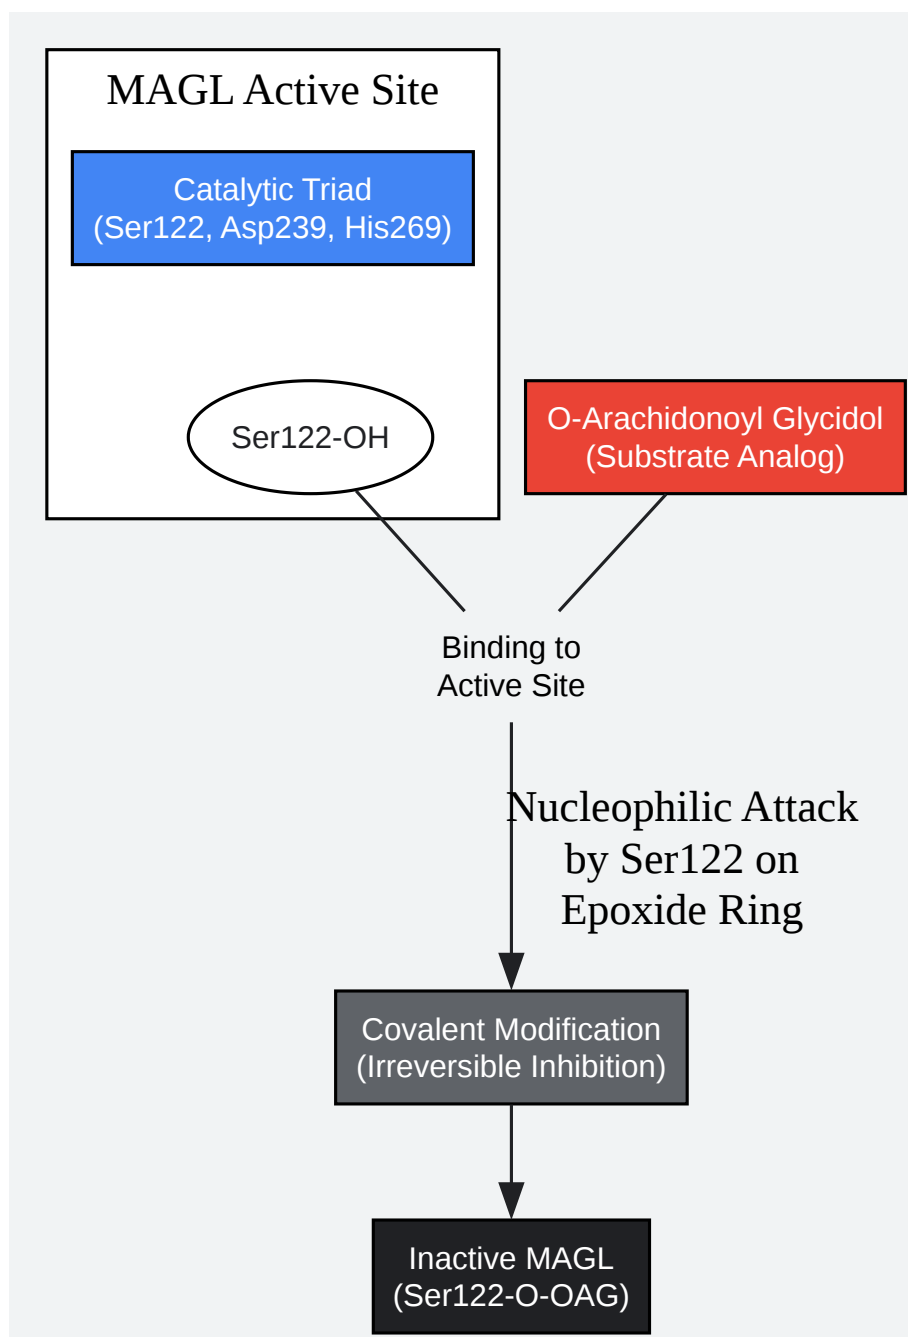 MAGL Active Site
Catalytic Triad
(Ser122, Asp239, His269)
Ser122-OH
O-Arachidonoyl Glycidol
(Substrate Analog)
Binding to
Active Site
Nucleophilic Attack
by Ser122 on
Epoxide Ring
Covalent Modification
(Irreversible Inhibition)
Inactive MAGL
(Ser122-O-OAG)